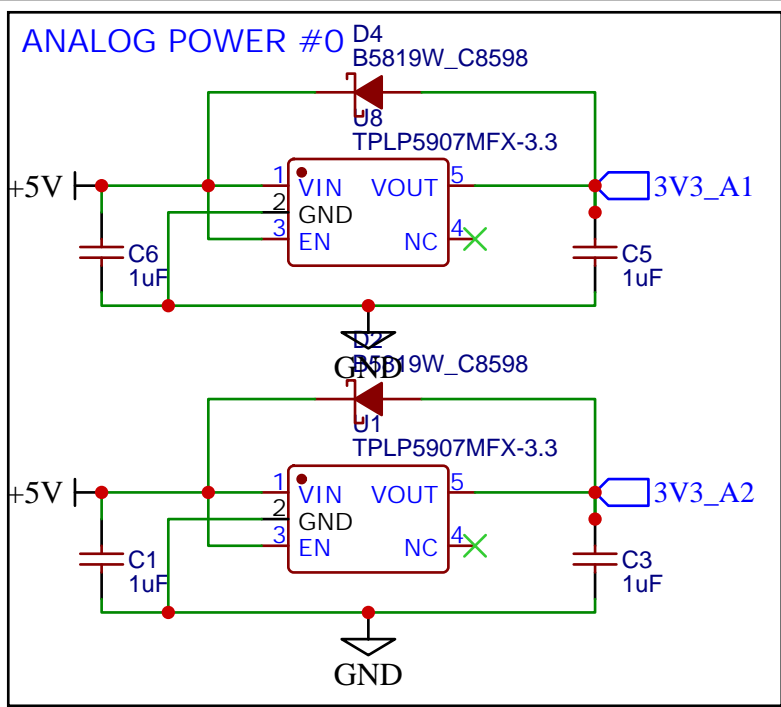 ANALOG POWER #0
D4
B5819W_C8598
U8
TPLP5907MFX-3.3
+5V
1
VIN
VOUT
5
3V3_A1
2
GND
3
EN
NC
4
C6
1uF
C5
1uF
GND
D2
B5819W_C8598
U1
TPLP5907MFX-3.3
+5V
1
VIN
VOUT
5
3V3_A2
2
GND
3
EN
NC
4
C1
1uF
C3
1uF
GND